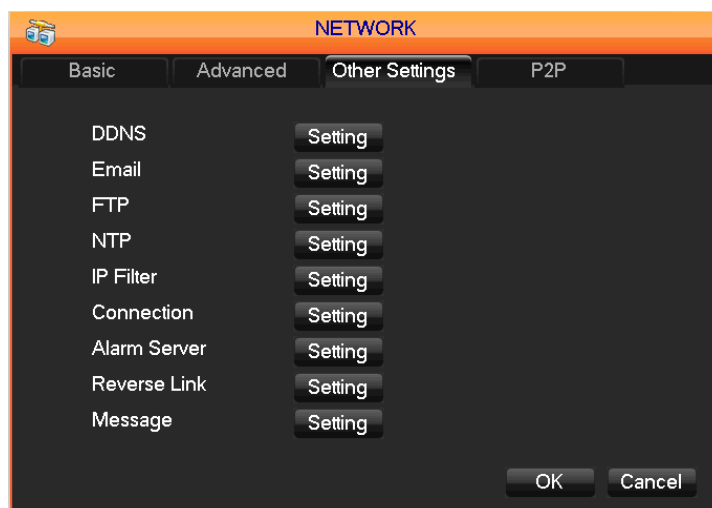 NETWORK
Basic Advanced Other Settings P2P
DDNS Setting
Email Setting
FTP Setting
NTP Setting
IP Filter Setting
Connection Setting
Alarm Server Setting
Reverse Link Setting
Message Setting
OK Cancel